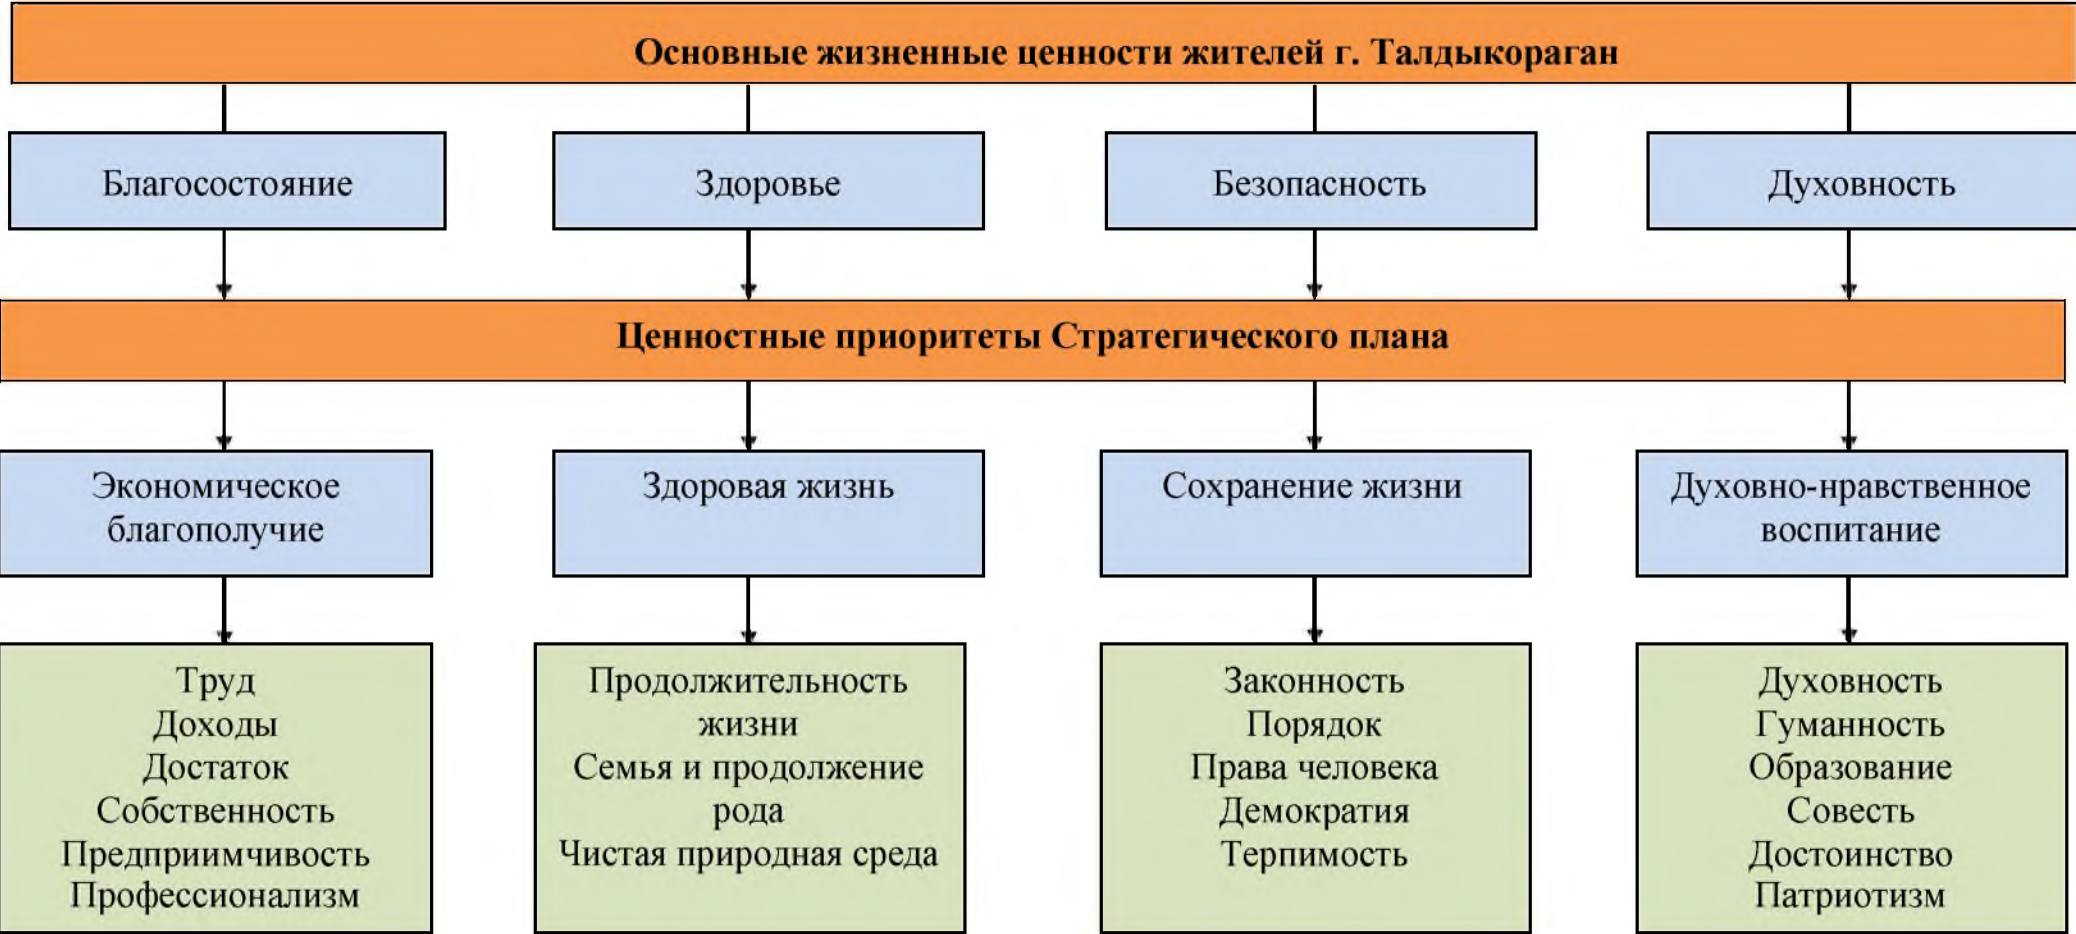 Основные жизненные ценности жителей г. Талдыкораган
Благосостояние
Здоровье
Безопасность
Духовность
Ценностные приоритеты Стратегического плана
Экономическое
благополучие
Здоровая жизнь
Сохранение жизни
Духовно-нравственное
воспитание
Труд
Доходы
Достаток
Собственность
Предприимчивость
Профессионализм
Продолжительность
жизни
Семья и продолжение
рода
Чистая природная среда
Законность
Порядок
Права человека
Демократия
Терпимость
Духовность
Гуманность
Образование
Совесть
Достоинство
Патриотизм